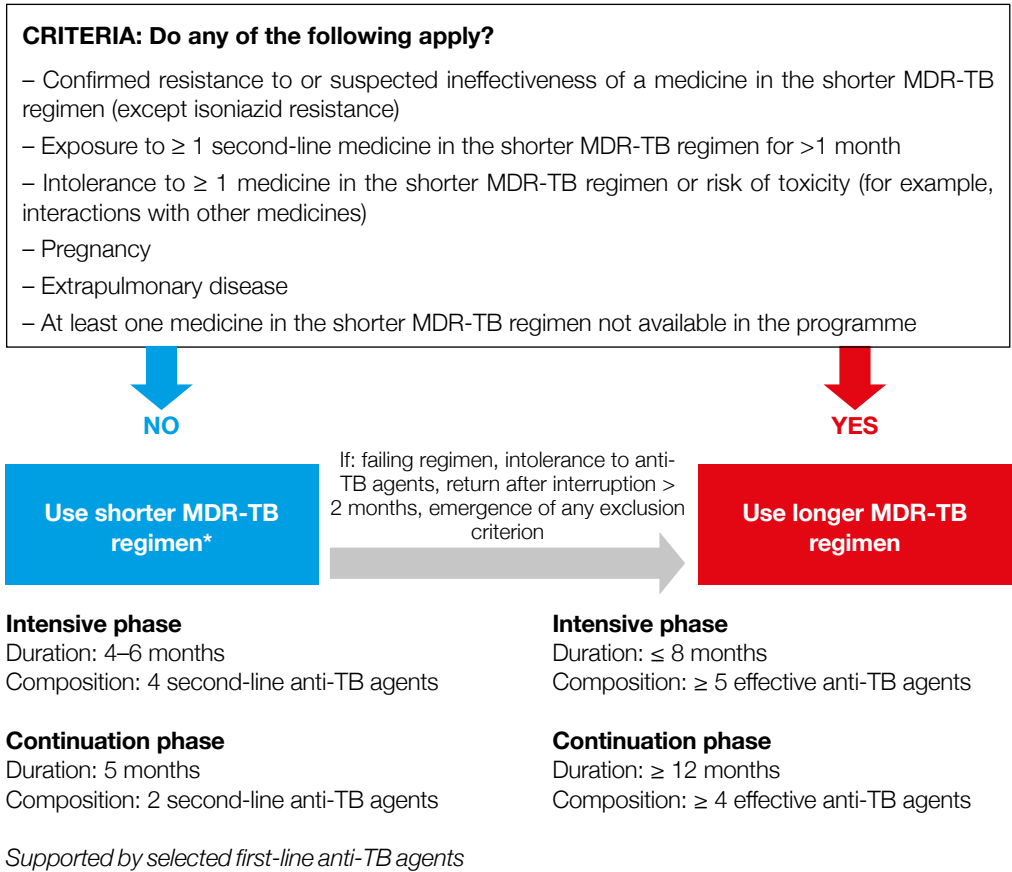 CRITERIA: Do any of the following apply?
– Confirmed resistance to or suspected ineffectiveness of a medicine in the shorter MDR-TB
regimen (except isoniazid resistance)
– Exposure to ≥ 1 second-line medicine in the shorter MDR-TB regimen for >1 month
– Intolerance to ≥ 1 medicine in the shorter MDR-TB regimen or risk of toxicity (for example,
interactions with other medicines)
– Pregnancy
– Extrapulmonary disease
– At least one medicine in the shorter MDR-TB regimen not available in the programme
NO
YES
Use shorter MDR-TB
regimen*
If: failing regimen, intolerance to anti-
TB agents, return after interruption >
2 months, emergence of any exclusion
criterion
Use longer MDR-TB
regimen
Intensive phase
Duration: 4–6 months
Composition: 4 second-line anti-TB agents
Continuation phase
Duration: 5 months
Composition: 2 second-line anti-TB agents
Supported by selected first-line anti-TB agents
Intensive phase
Duration: ≤ 8 months
Composition: ≥ 5 effective anti-TB agents
Continuation phase
Duration: ≥ 12 months
Composition: ≥ 4 effective anti-TB agents